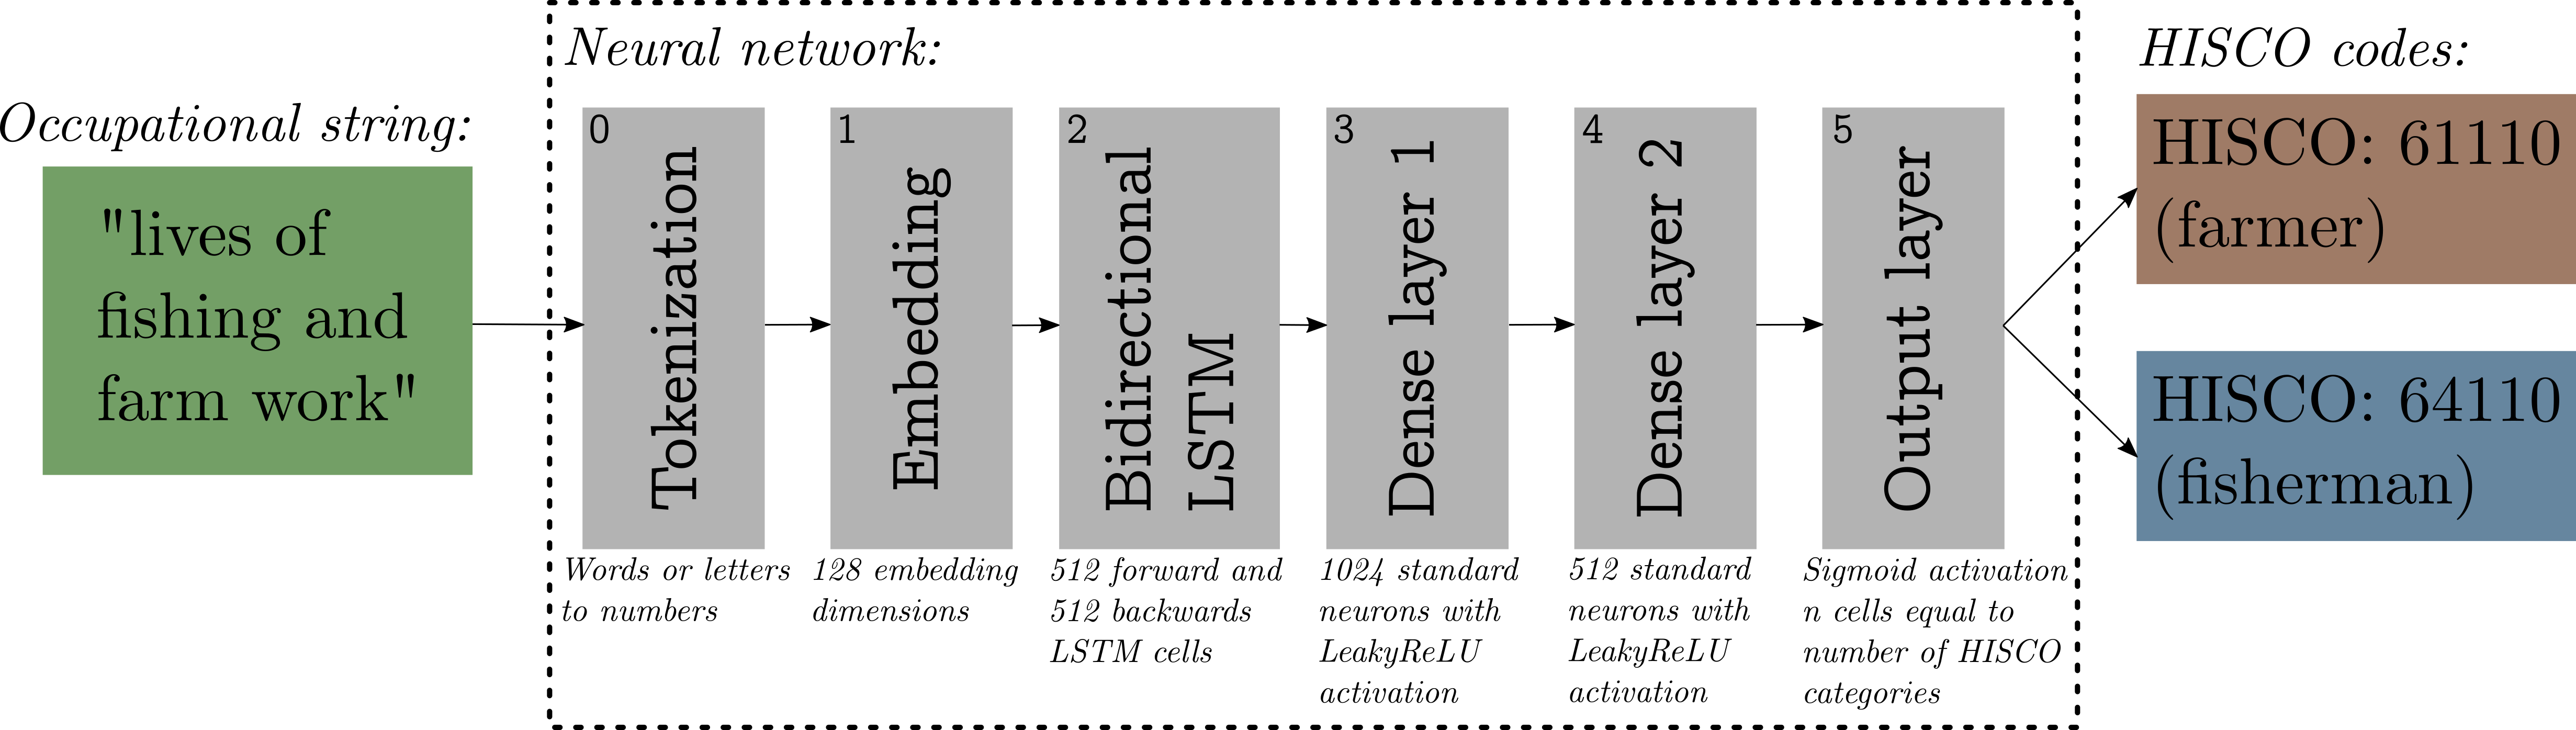 Occupational string:
"lives of
fishing and
farm work"
Neural network:
0
Tokenization
Words or letters
to numbers
1
Embedding
128 embedding
dimensions
2
Bidirectional
LSTM
512 forward and
512 backwards
LSTM cells
3
Dense layer 1
1024 standard
neurons with
LeakyReLU
activation
4
Dense layer 2
512 standard
neurons with
LeakyReLU
activation
5
Output layer
Sigmoid activation
n cells equal to
number of HISCO
categories
HISCO codes:
HISCO: 61110
(farmer)
HISCO: 64110
(fisherman)